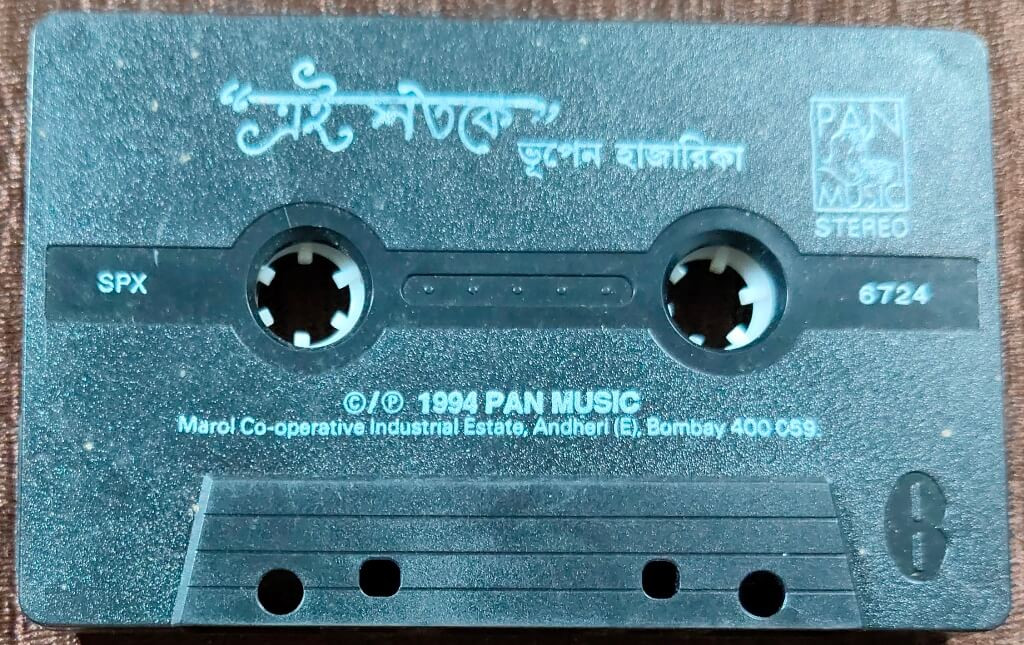 “এই শতকে”
ভূপেন হাজারিকা
PAN
MUSIC
STEREO
SPX
6724
©/℗ 1994 PAN MUSIC
Marol Co-operative Industrial Estate, Andheri (E), Bombay 400 059.
B